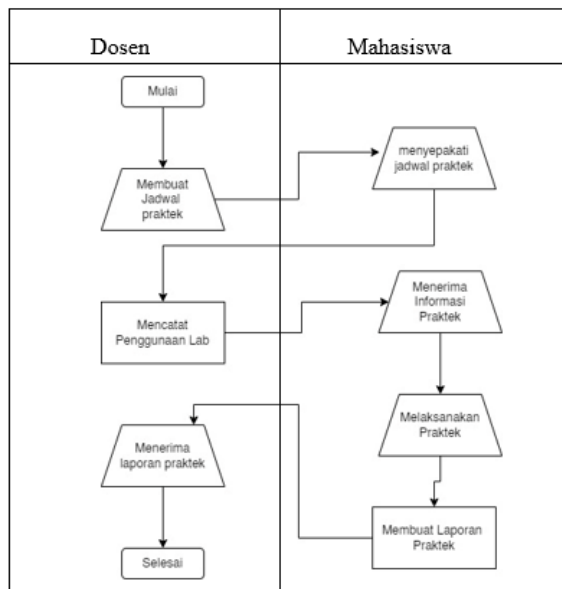 Dosen
Mahasiswa
Mulai
Membuat
Jadwal
praktek
menyepakati
jadwal praktek
Mencatat
Penggunaan Lab
Menerima
Informasi
Praktek
Melaksanakan
Praktek
Membuat Laporan
Praktek
Menerima
laporan praktek
Selesai